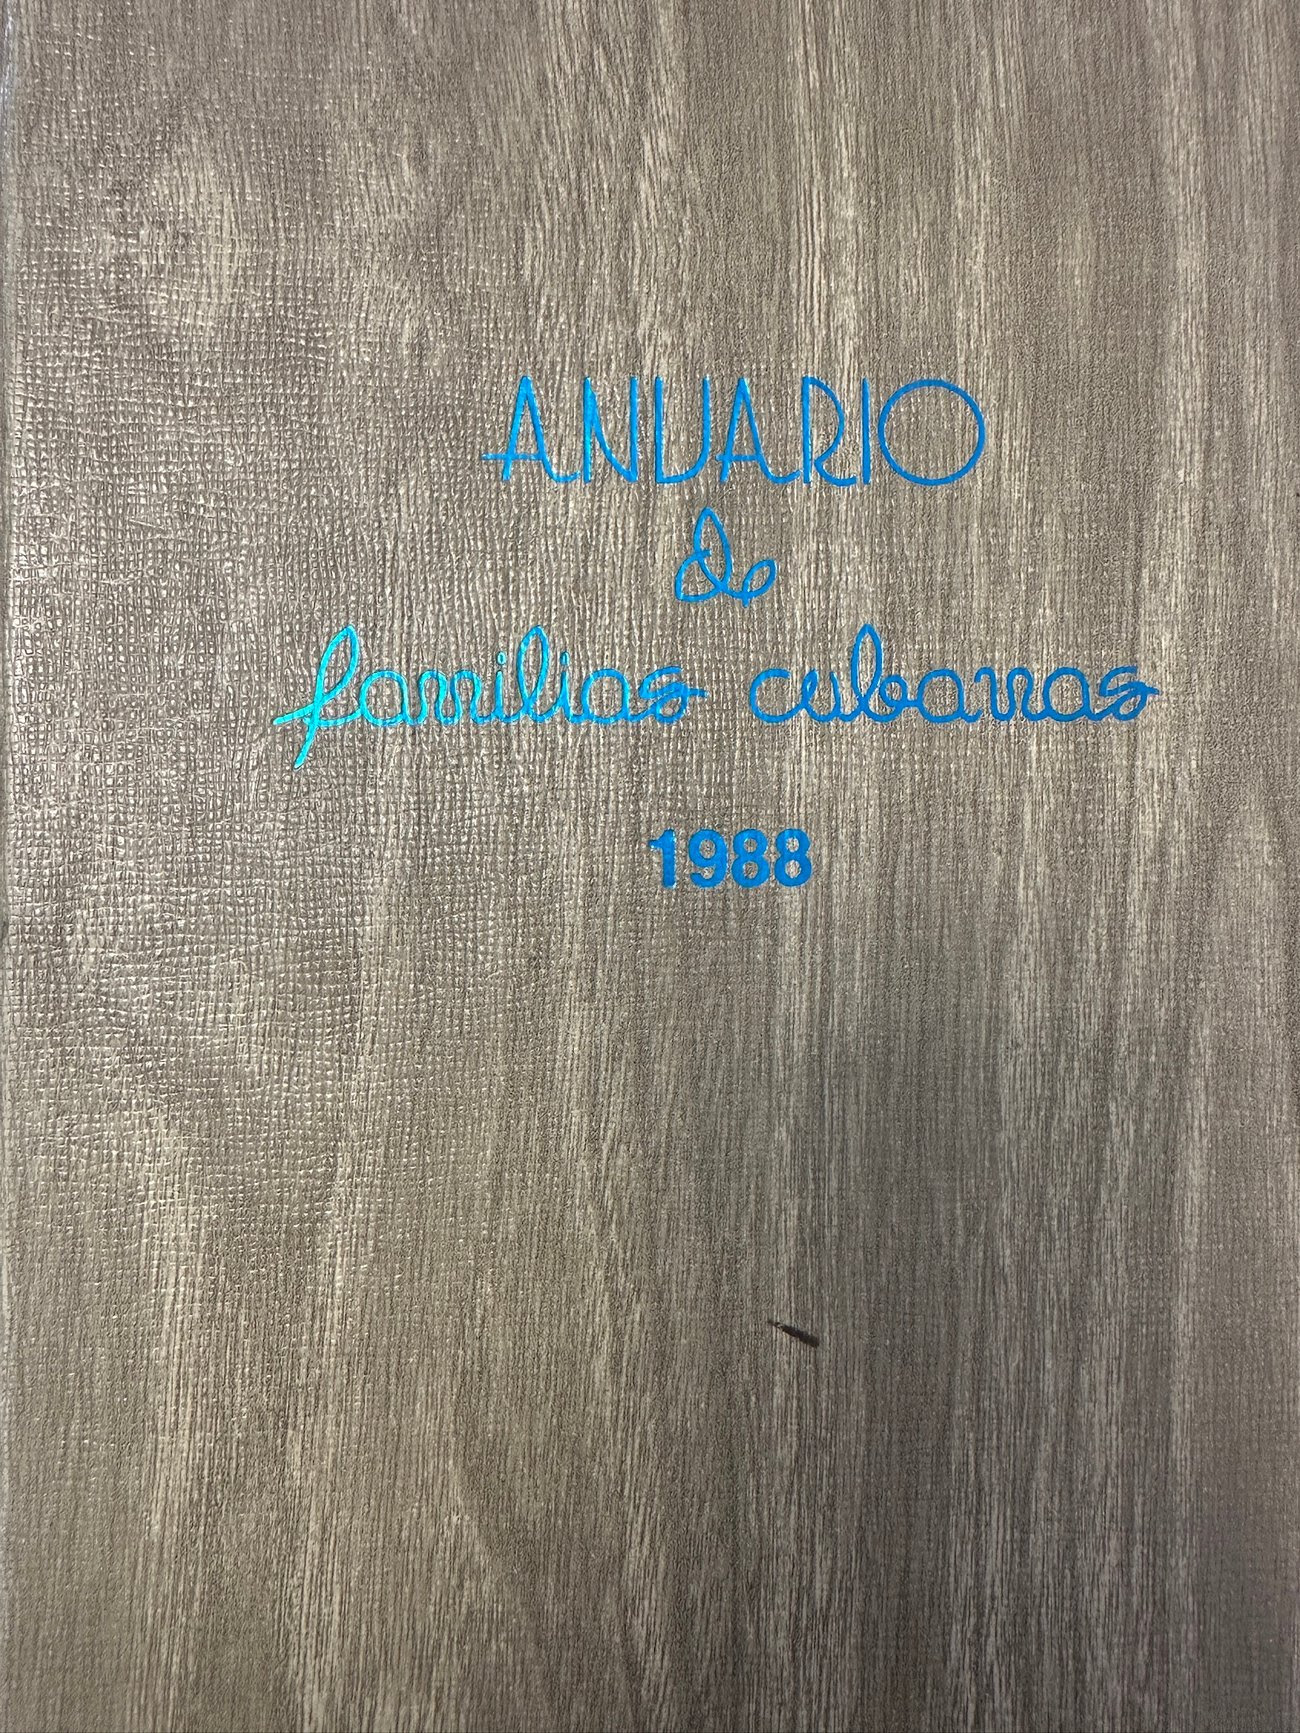 ANUARIO
de
familias cubanas
1988